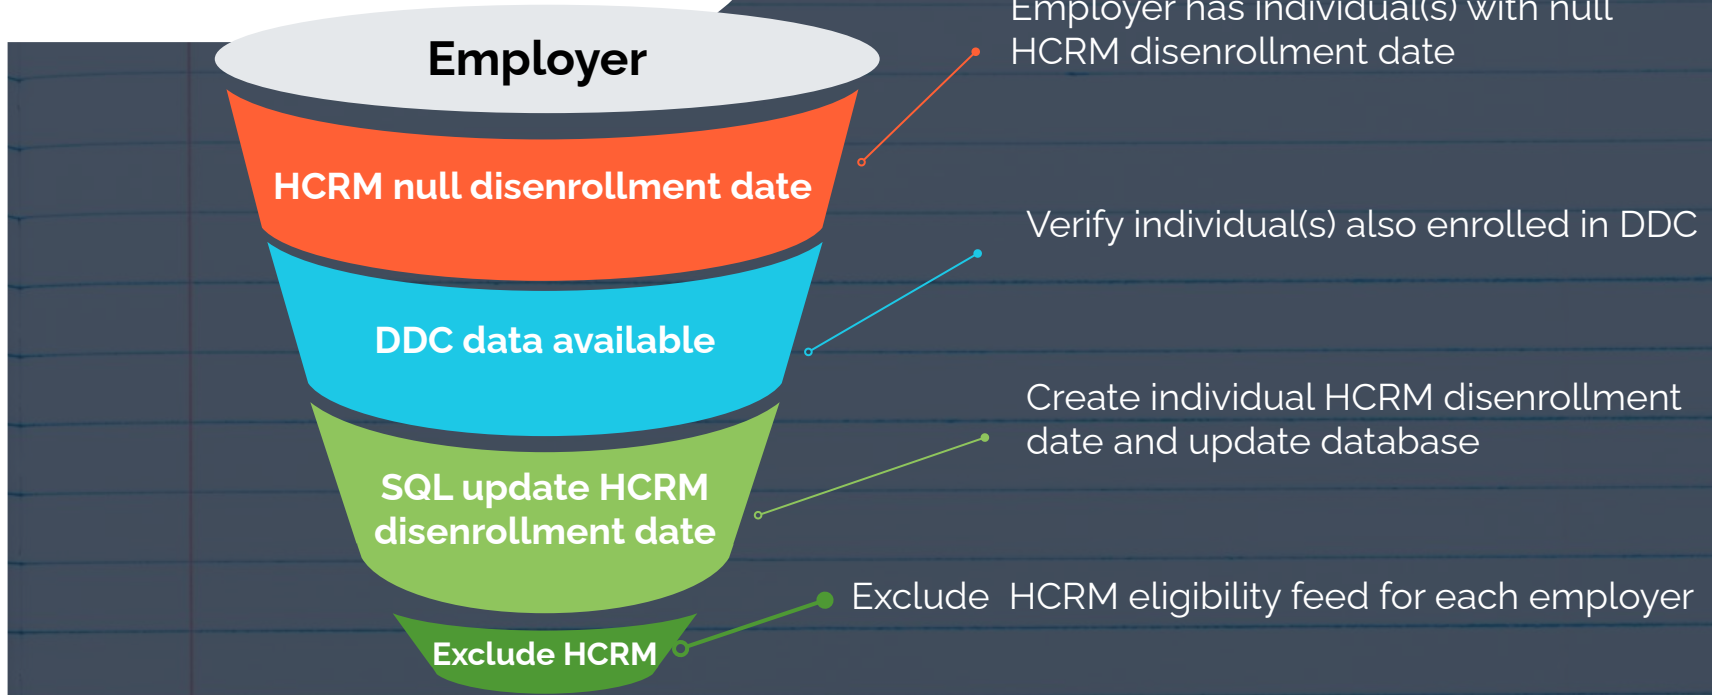 Employer has individual(s) with null
HCRM disenrollment date
Employer
HCRM null disenrollment date
Verify individual(s) also enrolled in DDC
DDC data available
Create individual HCRM disenrollment
date and update database
SQL update HCRM
disenrollment date
Exclude HCRM eligibility feed for each employer
Exclude HCRM